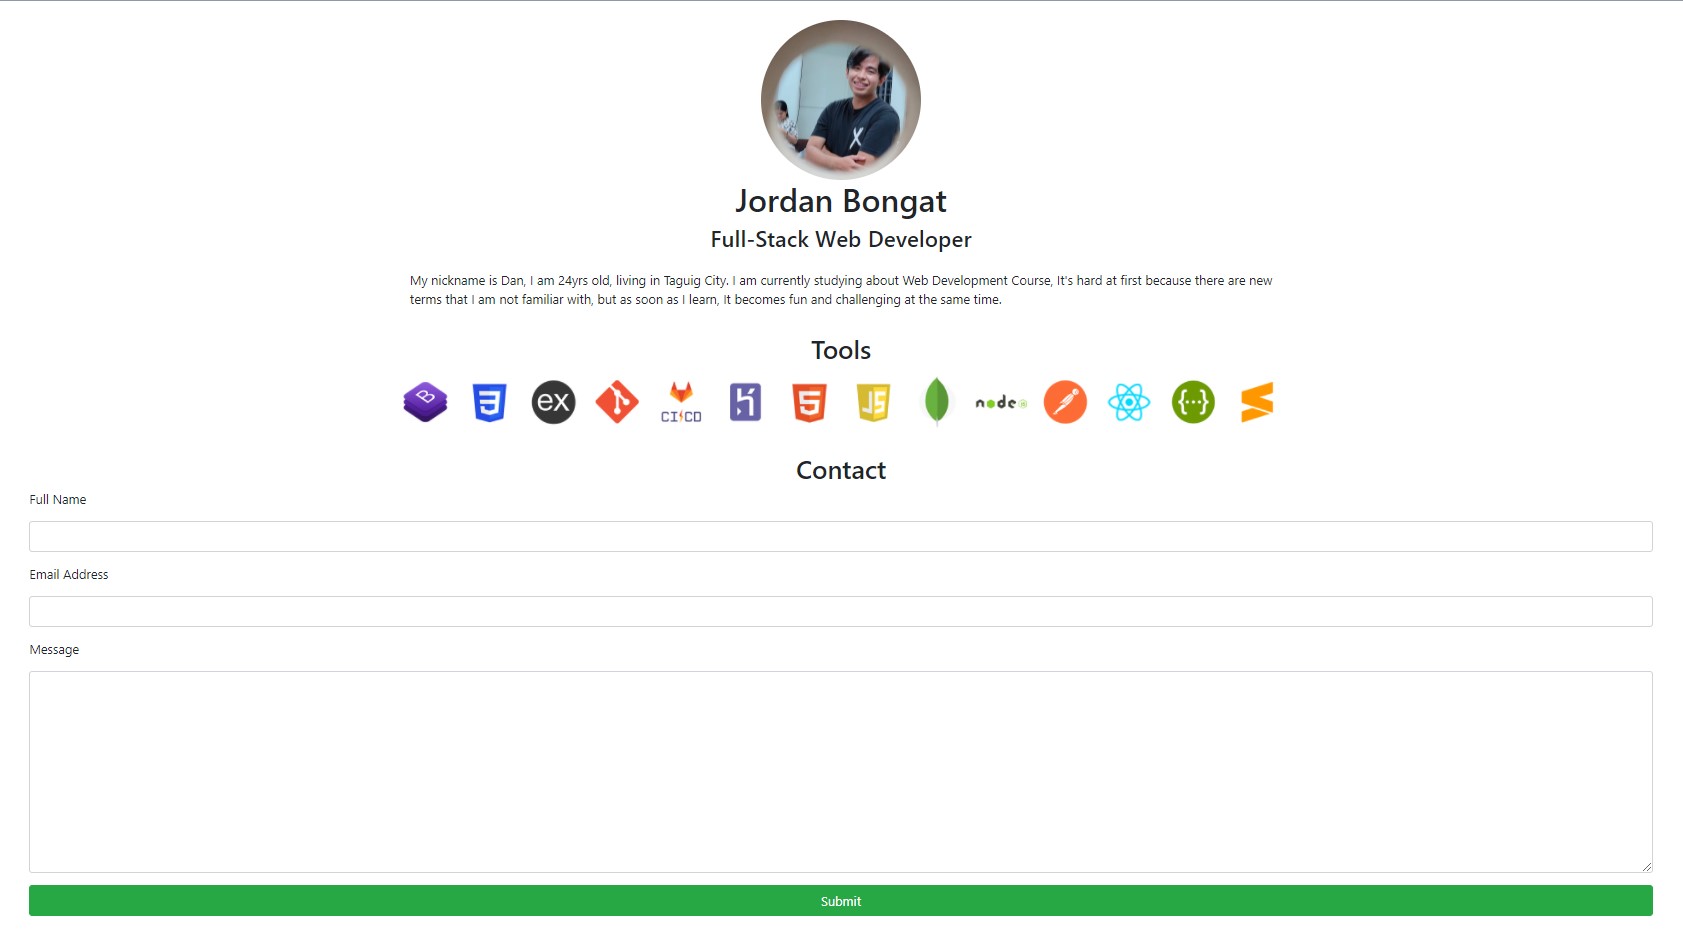 Jordan Bongat
Full-Stack Web Developer
My nickname is Dan, I am 24yrs old, living in Taguig City. I am currently studying about Web Development Course, It's hard at first because there are new
terms that I am not familiar with, but as soon as I learn, It becomes fun and challenging at the same time.
Tools
ex CI/CD 5 JS node
Contact
Full Name
Email Address
Message
Submit